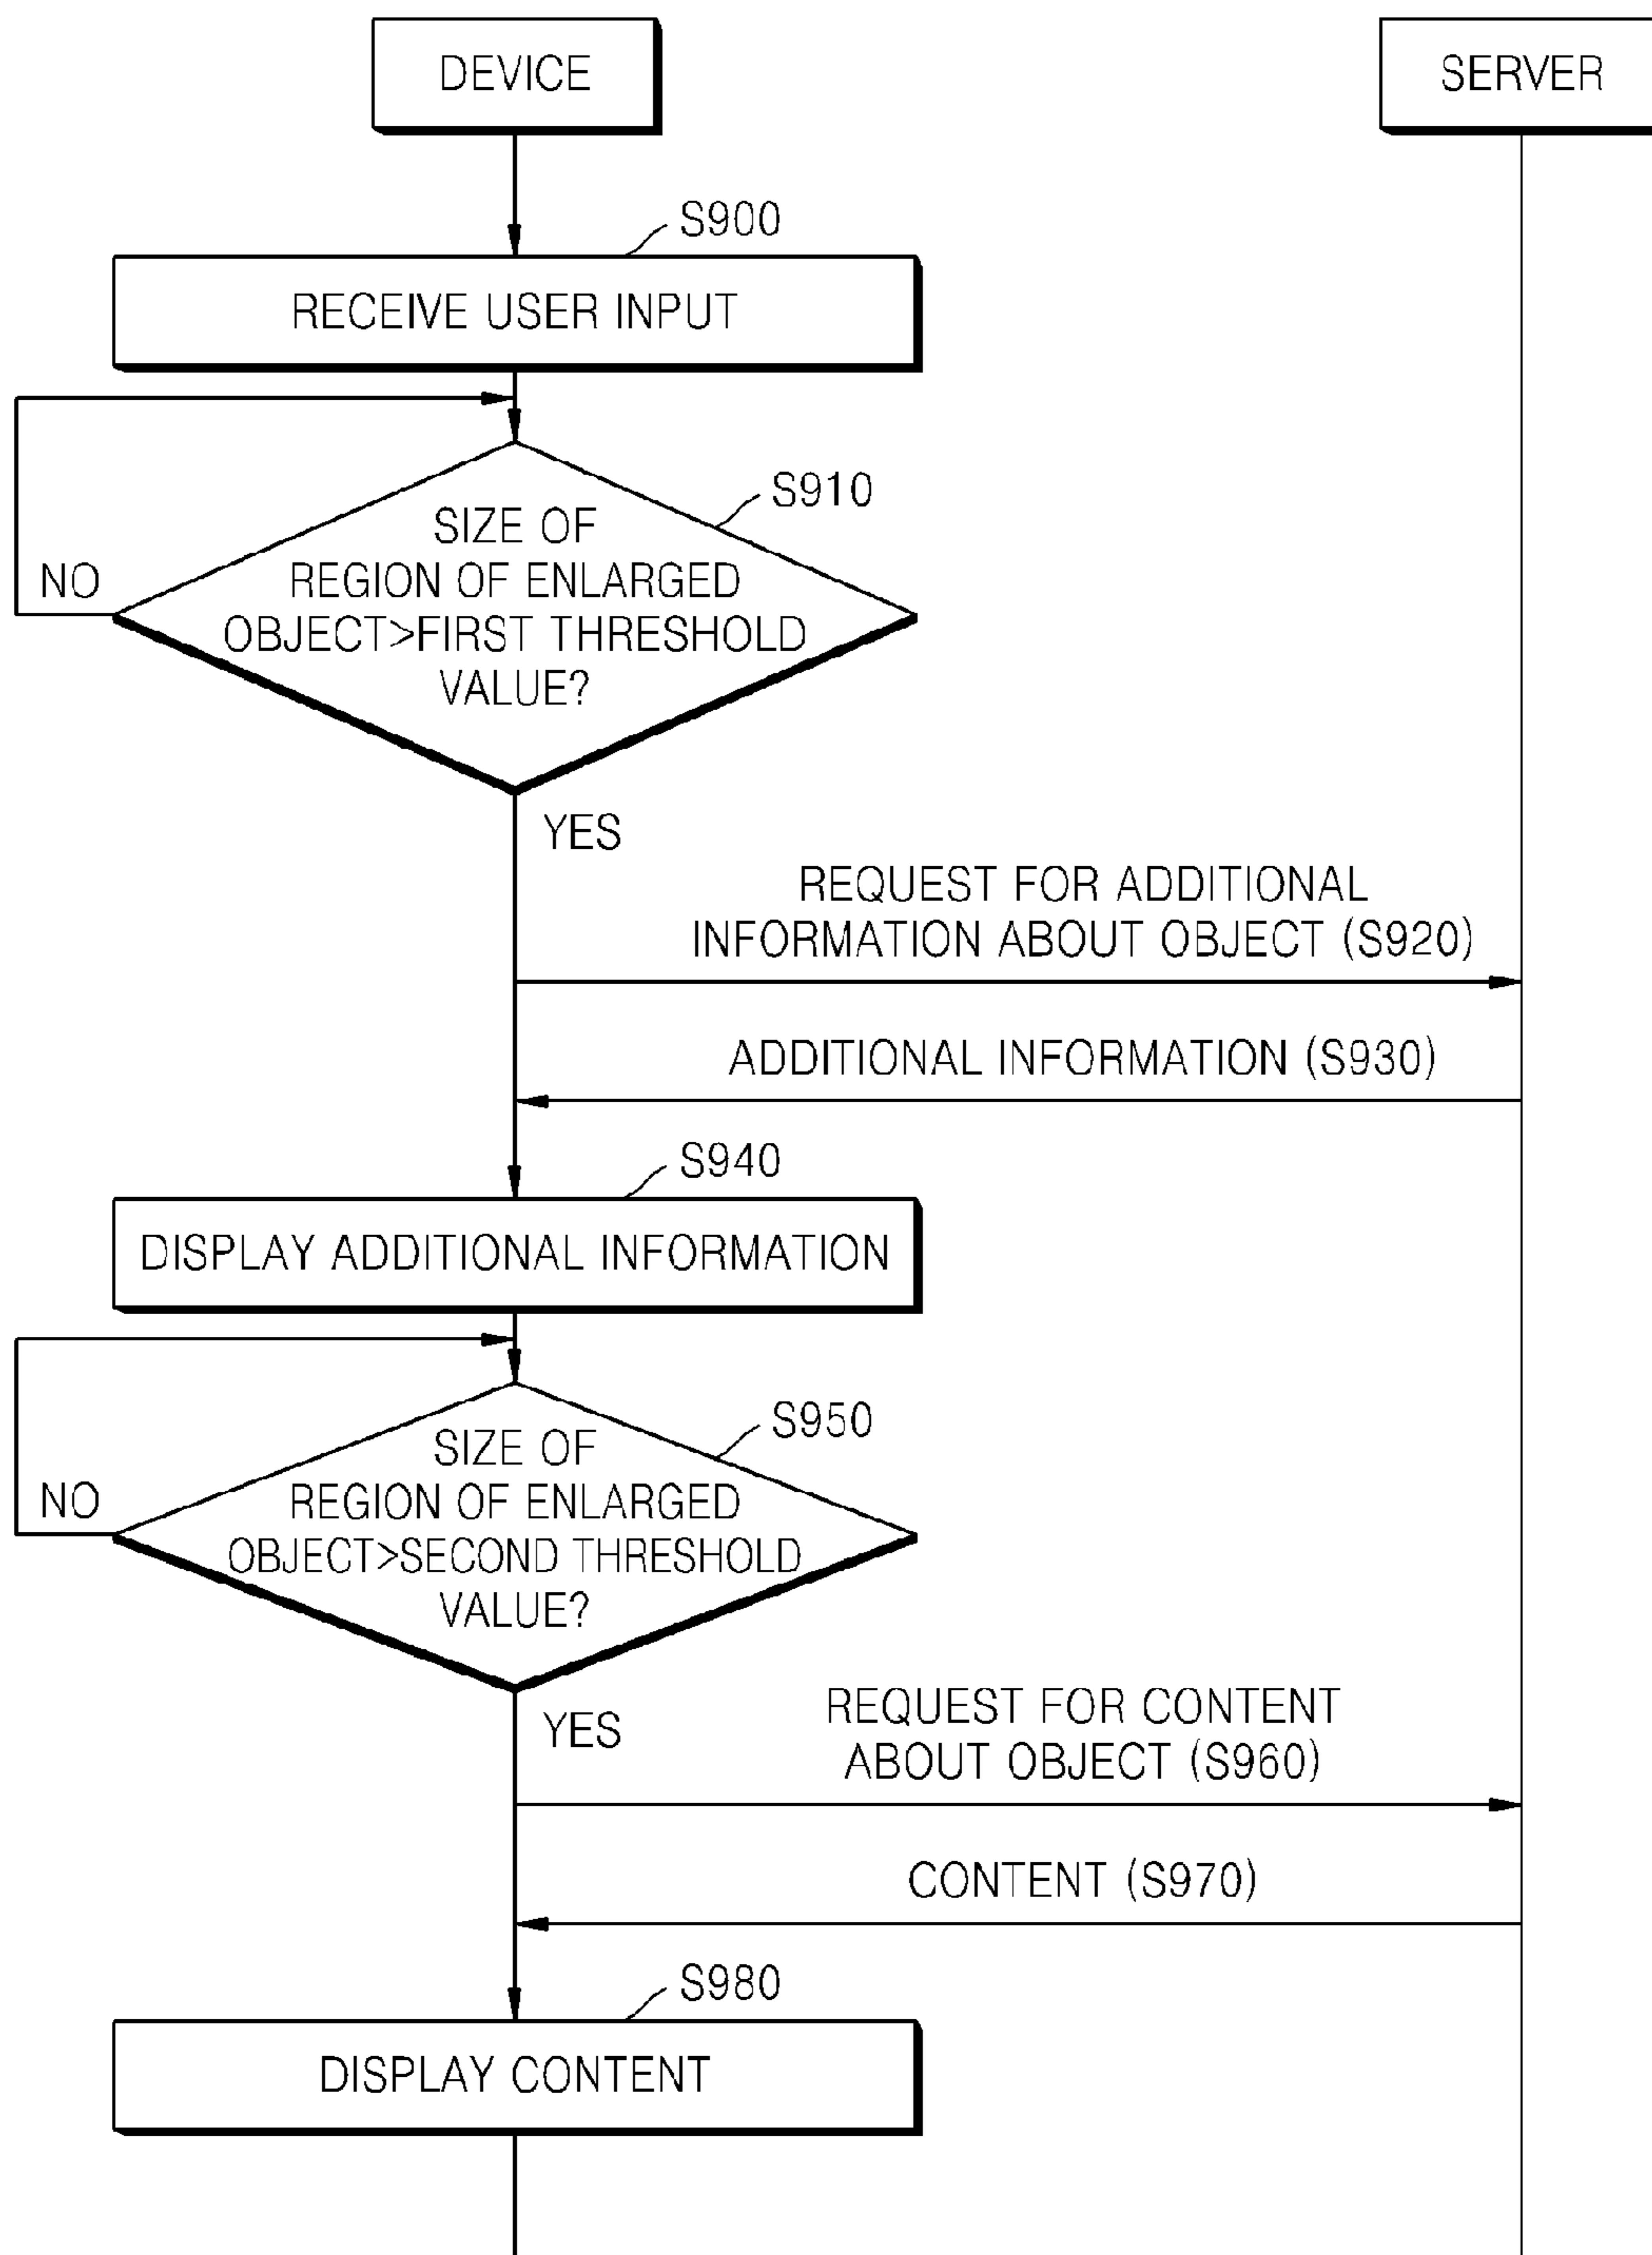 DEVICE
SERVER
S900
RECEIVE USER INPUT
S910
SIZE OF
REGION OF ENLARGED
OBJECT>FIRST THRESHOLD
VALUE?
NO
YES
REQUEST FOR ADDITIONAL
INFORMATION ABOUT OBJECT (S920)
ADDITIONAL INFORMATION (S930)
S940
DISPLAY ADDITIONAL INFORMATION
S950
SIZE OF
REGION OF ENLARGED
OBJECT>SECOND THRESHOLD
VALUE?
NO
YES
REQUEST FOR CONTENT
ABOUT OBJECT (S960)
CONTENT (S970)
S980
DISPLAY CONTENT